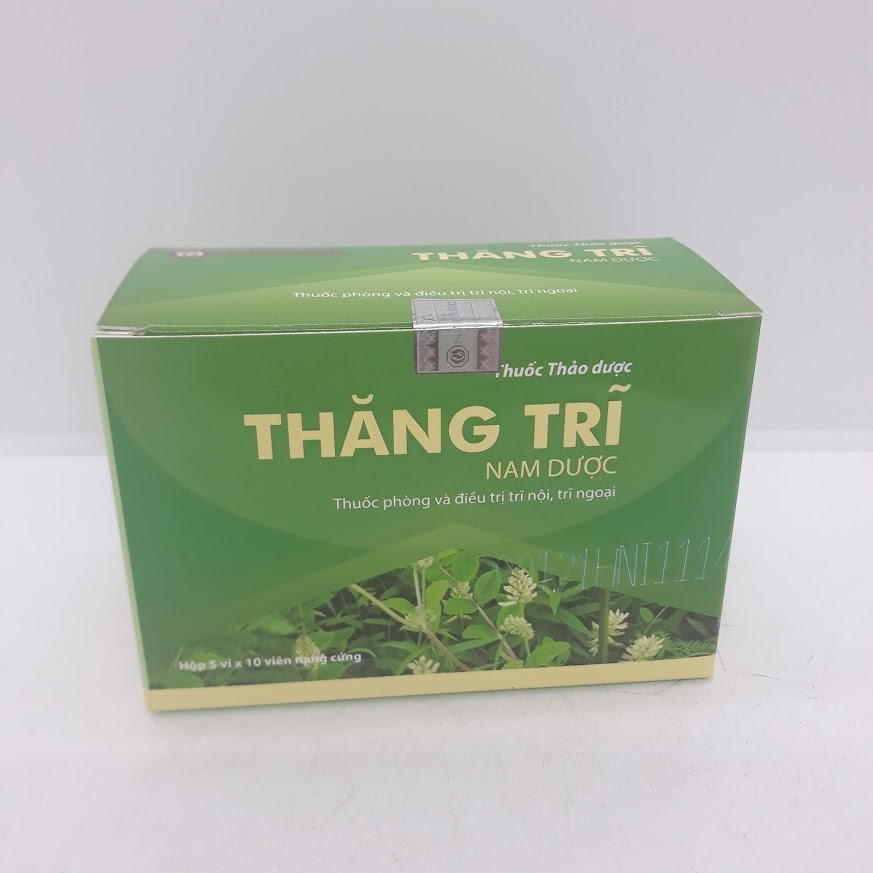 Thuốc Thảo dược
THĂNG TRĨ
NAM DƯỢC
Thuốc phòng và điều trị trĩ nội, trĩ ngoại
Thuốc Thảo dược
THĂNG TRĨ
NAM DƯỢC
Thuốc phòng và điều trị trĩ nội, trĩ ngoại
Hộp 5 vỉ x 10 viên nang cứng